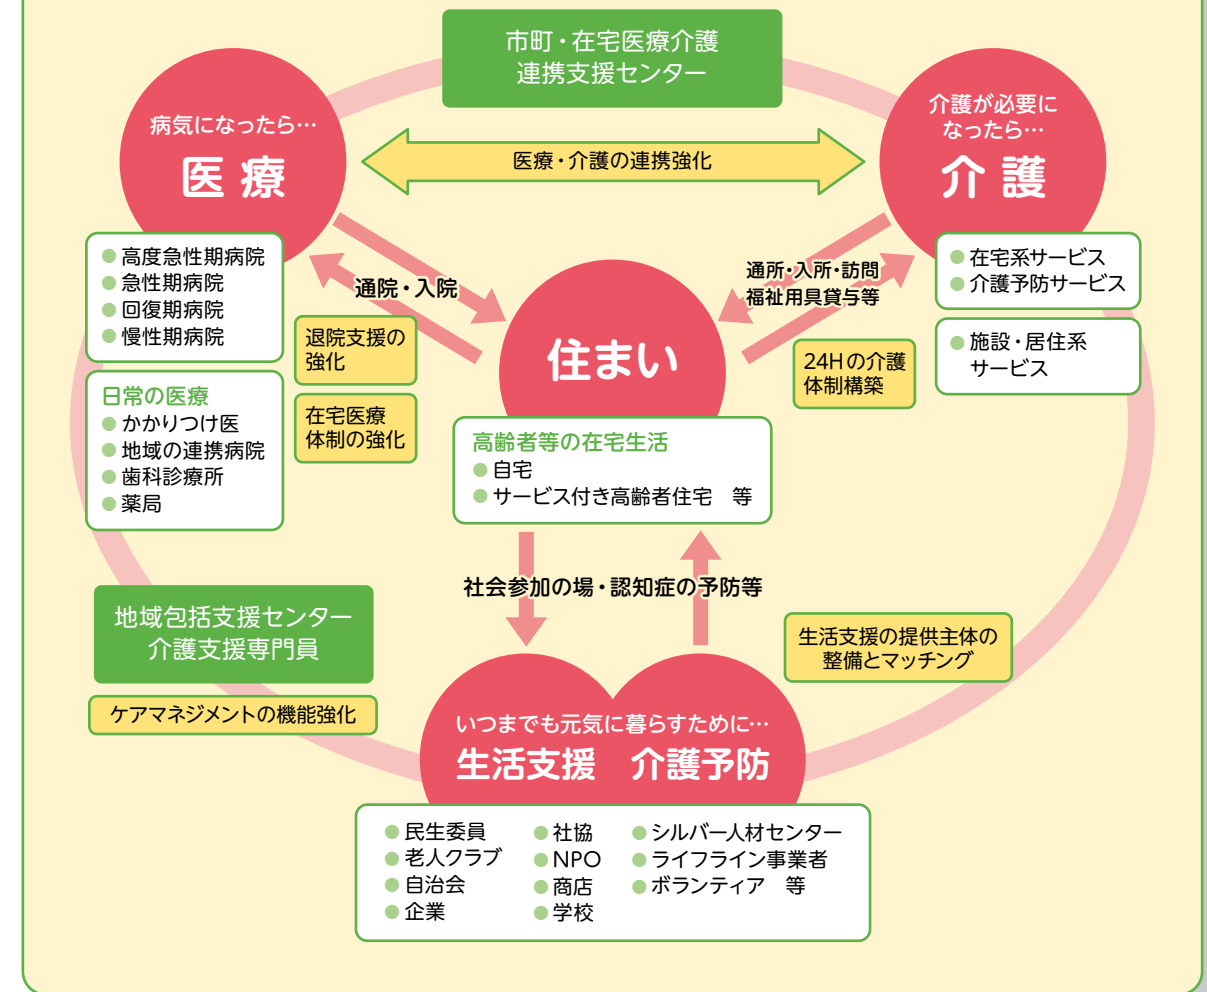 市町・在宅医療介護
連携支援センター
病気になったら…
医療
介護が必要に
なったら…
介護
医療・介護の連携強化
高度急性期病院
急性期病院
回復期病院
慢性期病院
日常の医療
かかりつけ医
地域の連携病院
歯科診療所
薬局
通院・入院
退院支援の
強化
在宅医療
体制の強化
住まい
高齢者等の在宅生活
自宅
サービス付き高齢者住宅　等
通所・入所・訪問
福祉用具貸与等
24Hの介護
体制構築
在宅系サービス
介護予防サービス
施設・居住系
サービス
社会参加の場・認知症の予防等
地域包括支援センター
介護支援専門員
ケアマネジメントの機能強化
生活支援の提供主体の
整備とマッチング
いつまでも元気に暮らすために…
生活支援　介護予防
民生委員
老人クラブ
自治会
企業
社協
NPO
商店
学校
シルバー人材センター
ライフライン事業者
ボランティア　等